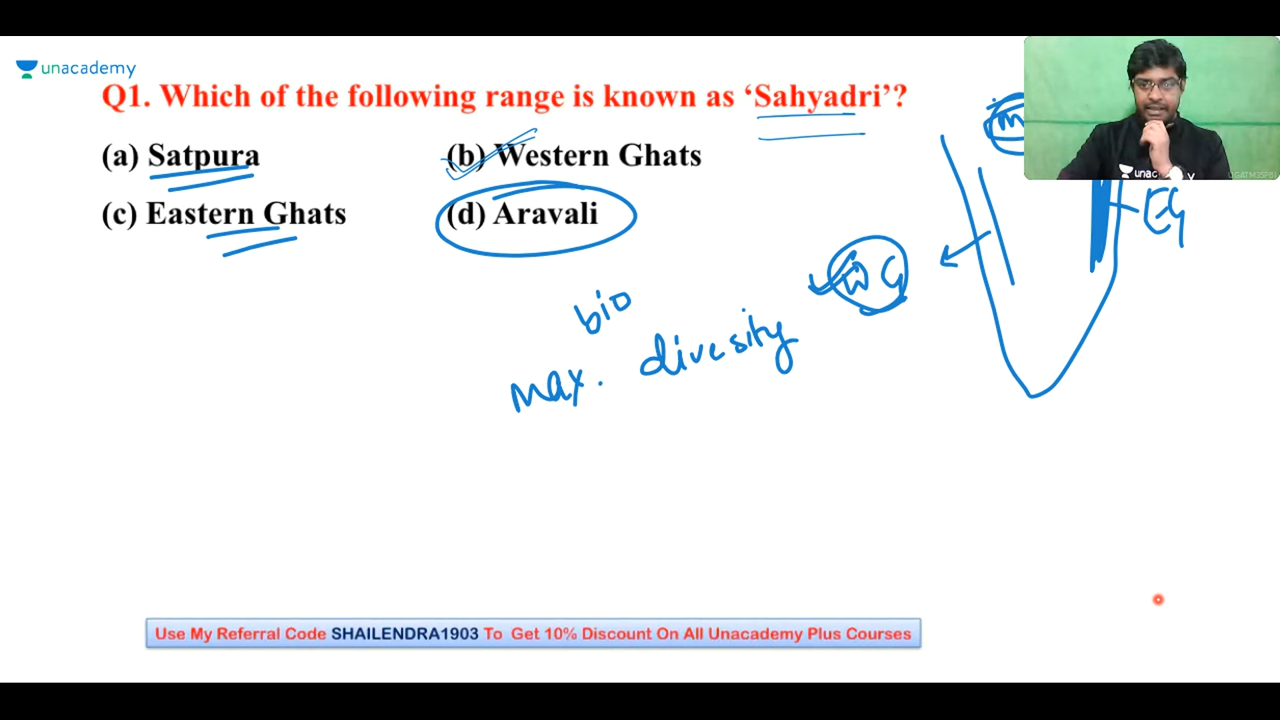 unacademy
Q1. Which of the following range is known as ‘Sahyadri’?
(a) Satpura (b) Western Ghats
(c) Eastern Ghats (d) Aravali
EG
WG
bio
max. divesity
Use My Referral Code SHAILENDRA1903 To Get 10% Discount On All Unacademy Plus Courses